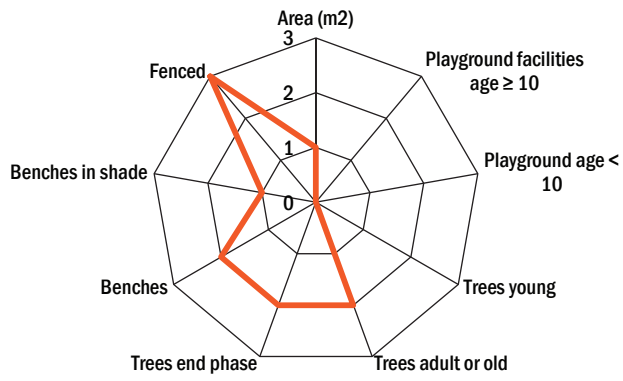 Area (m2)
3
Fenced
Playground facilities
age ≥ 10
2
1
Benches in shade
Playground age <
10
0
Benches
Trees young
Trees end phase
Trees adult or old